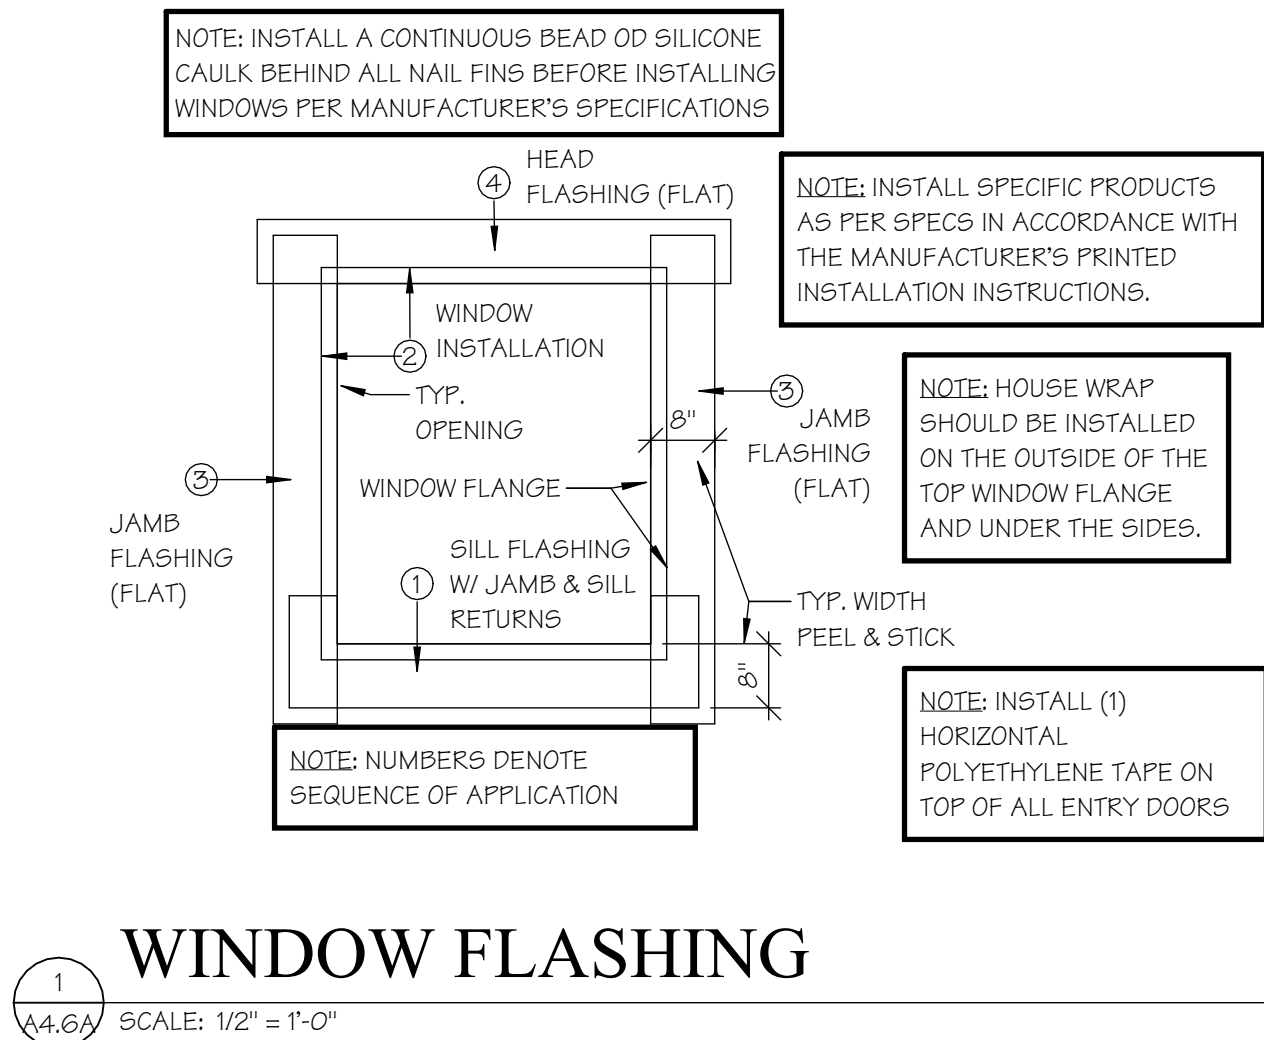 NOTE: INSTALL A CONTINUOUS BEAD OD SILICONE
CAULK BEHIND ALL NAIL FINS BEFORE INSTALLING
WINDOWS PER MANUFACTURER'S SPECIFICATIONS
4
HEAD
FLASHING (FLAT)
NOTE: INSTALL SPECIFIC PRODUCTS
AS PER SPECS IN ACCORDANCE WITH
THE MANUFACTURER'S PRINTED
INSTALLATION INSTRUCTIONS.
2
WINDOW
INSTALLATION
TYP.
OPENING
3
JAMB
FLASHING
(FLAT)
8"
NOTE: HOUSE WRAP
SHOULD BE INSTALLED
ON THE OUTSIDE OF THE
TOP WINDOW FLANGE
AND UNDER THE SIDES.
3
JAMB
FLASHING
(FLAT)
WINDOW FLANGE
1
SILL FLASHING
W/ JAMB & SILL
RETURNS
TYP. WIDTH
PEEL & STICK
8"
NOTE: INSTALL (1)
HORIZONTAL
POLYETHYLENE TAPE ON
TOP OF ALL ENTRY DOORS
NOTE: NUMBERS DENOTE
SEQUENCE OF APPLICATION
WINDOW FLASHING
1
A4.6A
SCALE: 1/2" = 1'-0"